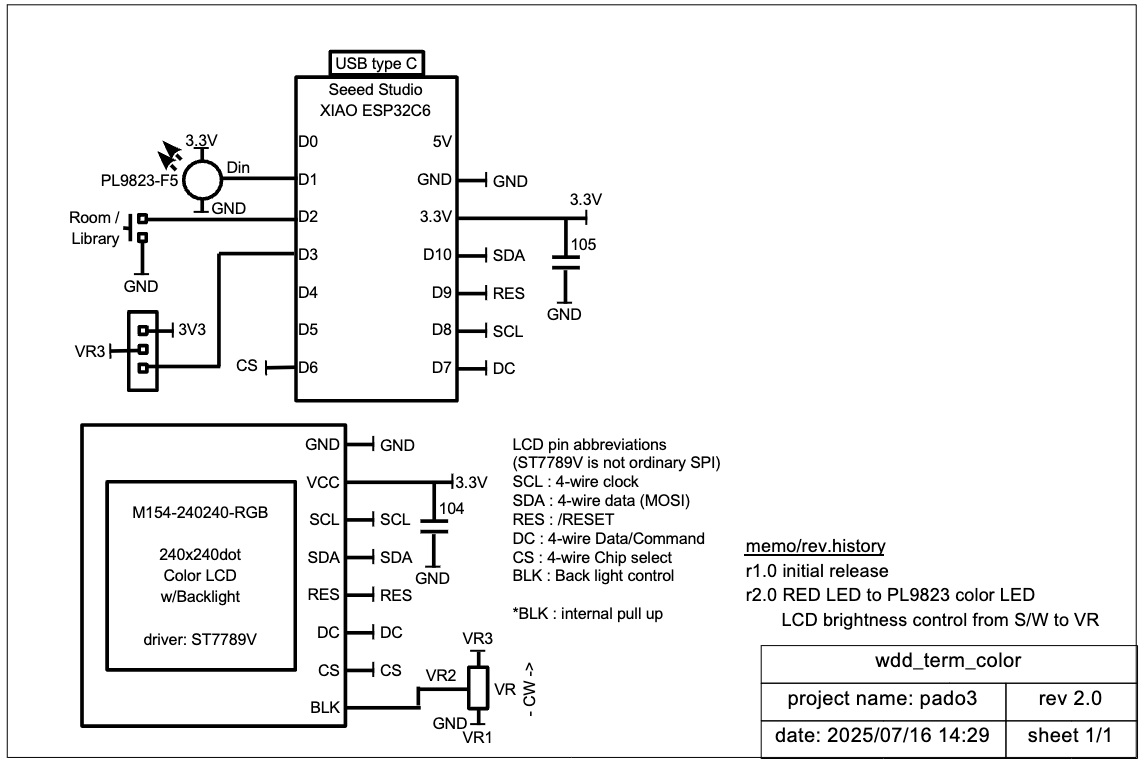 USB type C
Seeed Studio
XIAO ESP32C6
D0
D1
D2
D3
D4
D5
D6
5V
GND
3.3V
D10
D9
D8
D7
3.3V
Din
PL9823-F5
GND
Room /
Library
GND
3V3
VR3
CS
GND
3.3V
105
GND
SDA
RES
SCL
DC
M154-240240-RGB
240x240dot
Color LCD
w/Backlight
driver: ST7789V
GND
VCC
SCL
SDA
RES
DC
CS
BLK
GND
3.3V
104
GND
SCL
SDA
RES
DC
CS
VR3
VR2
VR
- CW ->
GND
VR1
LCD pin abbreviations
(ST7789V is not ordinary SPI)
SCL : 4-wire clock
SDA : 4-wire data (MOSI)
RES : /RESET
DC : 4-wire Data/Command
CS : 4-wire Chip select
BLK : Back light control
*BLK : internal pull up
memo/rev.history
r1.0 initial release
r2.0 RED LED to PL9823 color LED
LCD brightness control from S/W to VR
wdd_term_color
project name: pado3
rev 2.0
date: 2025/07/16 14:29
sheet 1/1